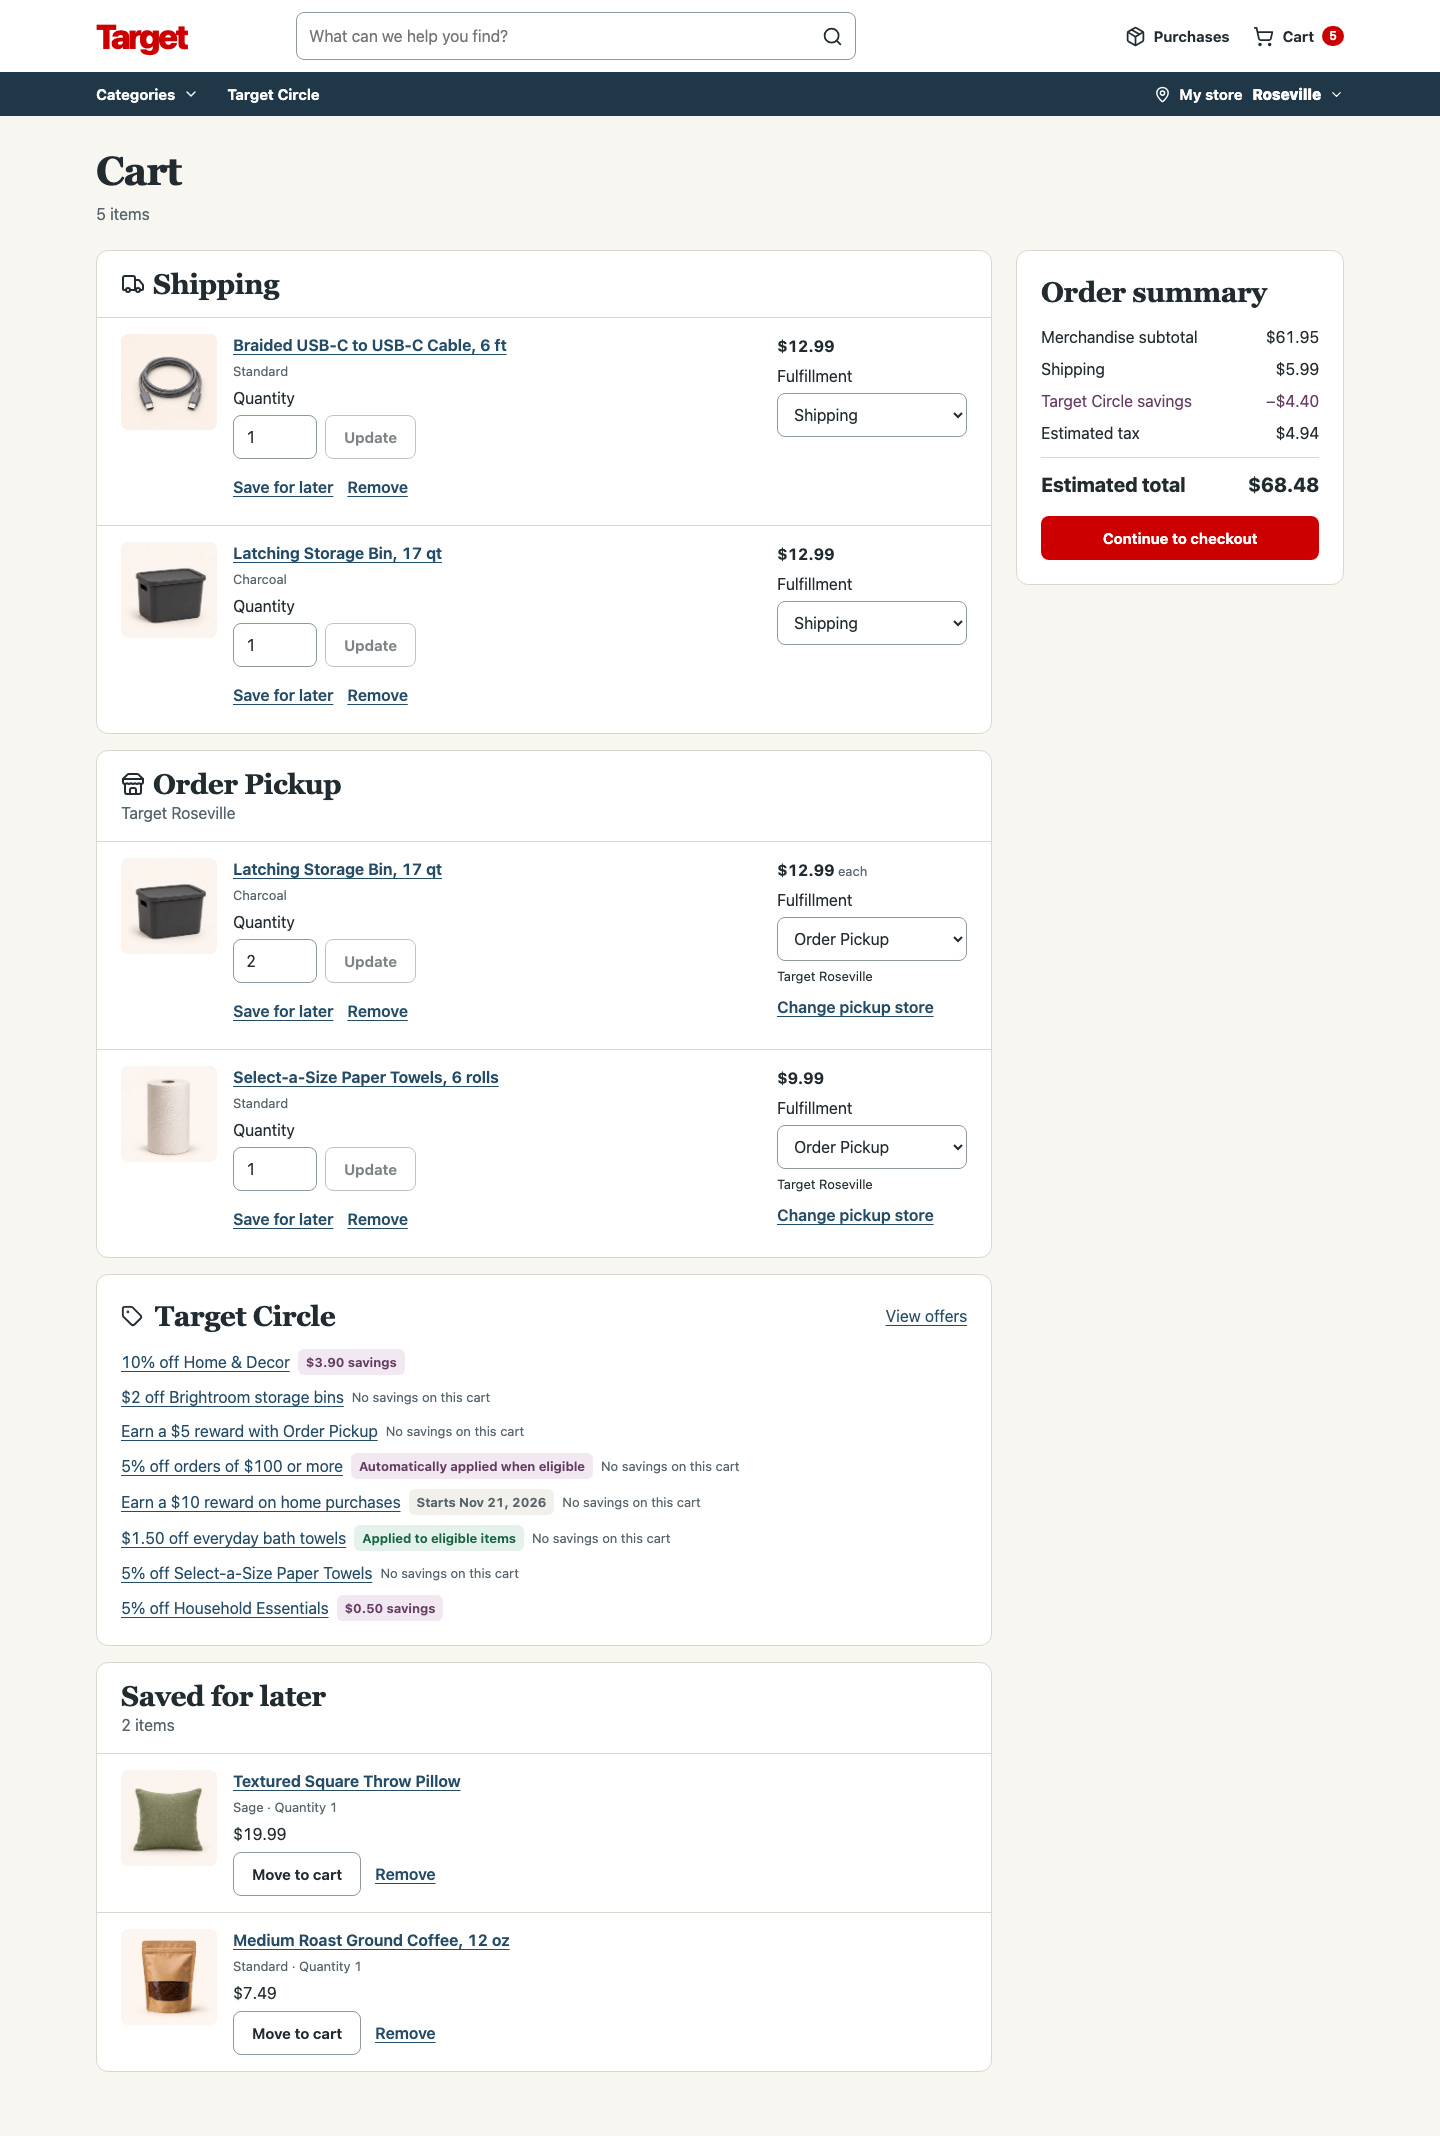 Target
What can we help you find?
Purchases
Cart 5
Categories
Target Circle
My store Roseville
Cart
5 items
Shipping
Braided USB-C to USB-C Cable, 6 ft
Standard
Quantity
1 Update
Save for later Remove
$12.99
Fulfillment
Shipping
Latching Storage Bin, 17 qt
Charcoal
Quantity
1 Update
Save for later Remove
$12.99
Fulfillment
Shipping
Order Pickup
Target Roseville
Latching Storage Bin, 17 qt
Charcoal
Quantity
2 Update
Save for later Remove
$12.99 each
Fulfillment
Order Pickup
Target Roseville
Change pickup store
Select-a-Size Paper Towels, 6 rolls
Standard
Quantity
1 Update
Save for later Remove
$9.99
Fulfillment
Order Pickup
Target Roseville
Change pickup store
Target Circle
View offers
10% off Home & Decor $3.90 savings
$2 off Brightroom storage bins No savings on this cart
Earn a $5 reward with Order Pickup No savings on this cart
5% off orders of $100 or more Automatically applied when eligible No savings on this cart
Earn a $10 reward on home purchases Starts Nov 21, 2026 No savings on this cart
$1.50 off everyday bath towels Applied to eligible items No savings on this cart
5% off Select-a-Size Paper Towels No savings on this cart
5% off Household Essentials $0.50 savings
Saved for later
2 items
Textured Square Throw Pillow
Sage · Quantity 1
$19.99
Move to cart Remove
Medium Roast Ground Coffee, 12 oz
Standard · Quantity 1
$7.49
Move to cart Remove
Order summary
Merchandise subtotal $61.95
Shipping $5.99
Target Circle savings −$4.40
Estimated tax $4.94
Estimated total $68.48
Continue to checkout